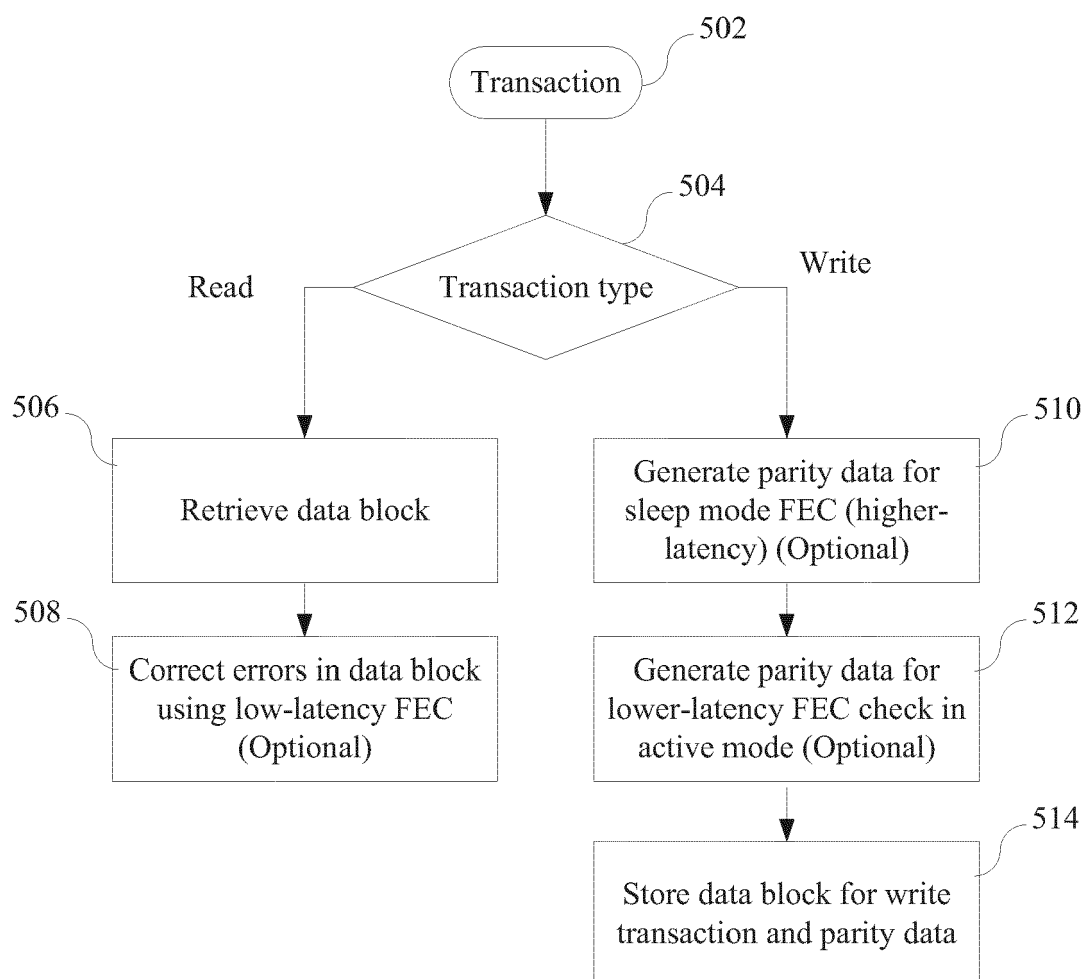 502
Transaction
504
Transaction type
Read
Write
506
Retrieve data block
508
Correct errors in data block
using low-latency FEC
(Optional)
510
Generate parity data for
sleep mode FEC (higher-
latency) (Optional)
512
Generate parity data for
lower-latency FEC check in
active mode (Optional)
514
Store data block for write
transaction and parity data